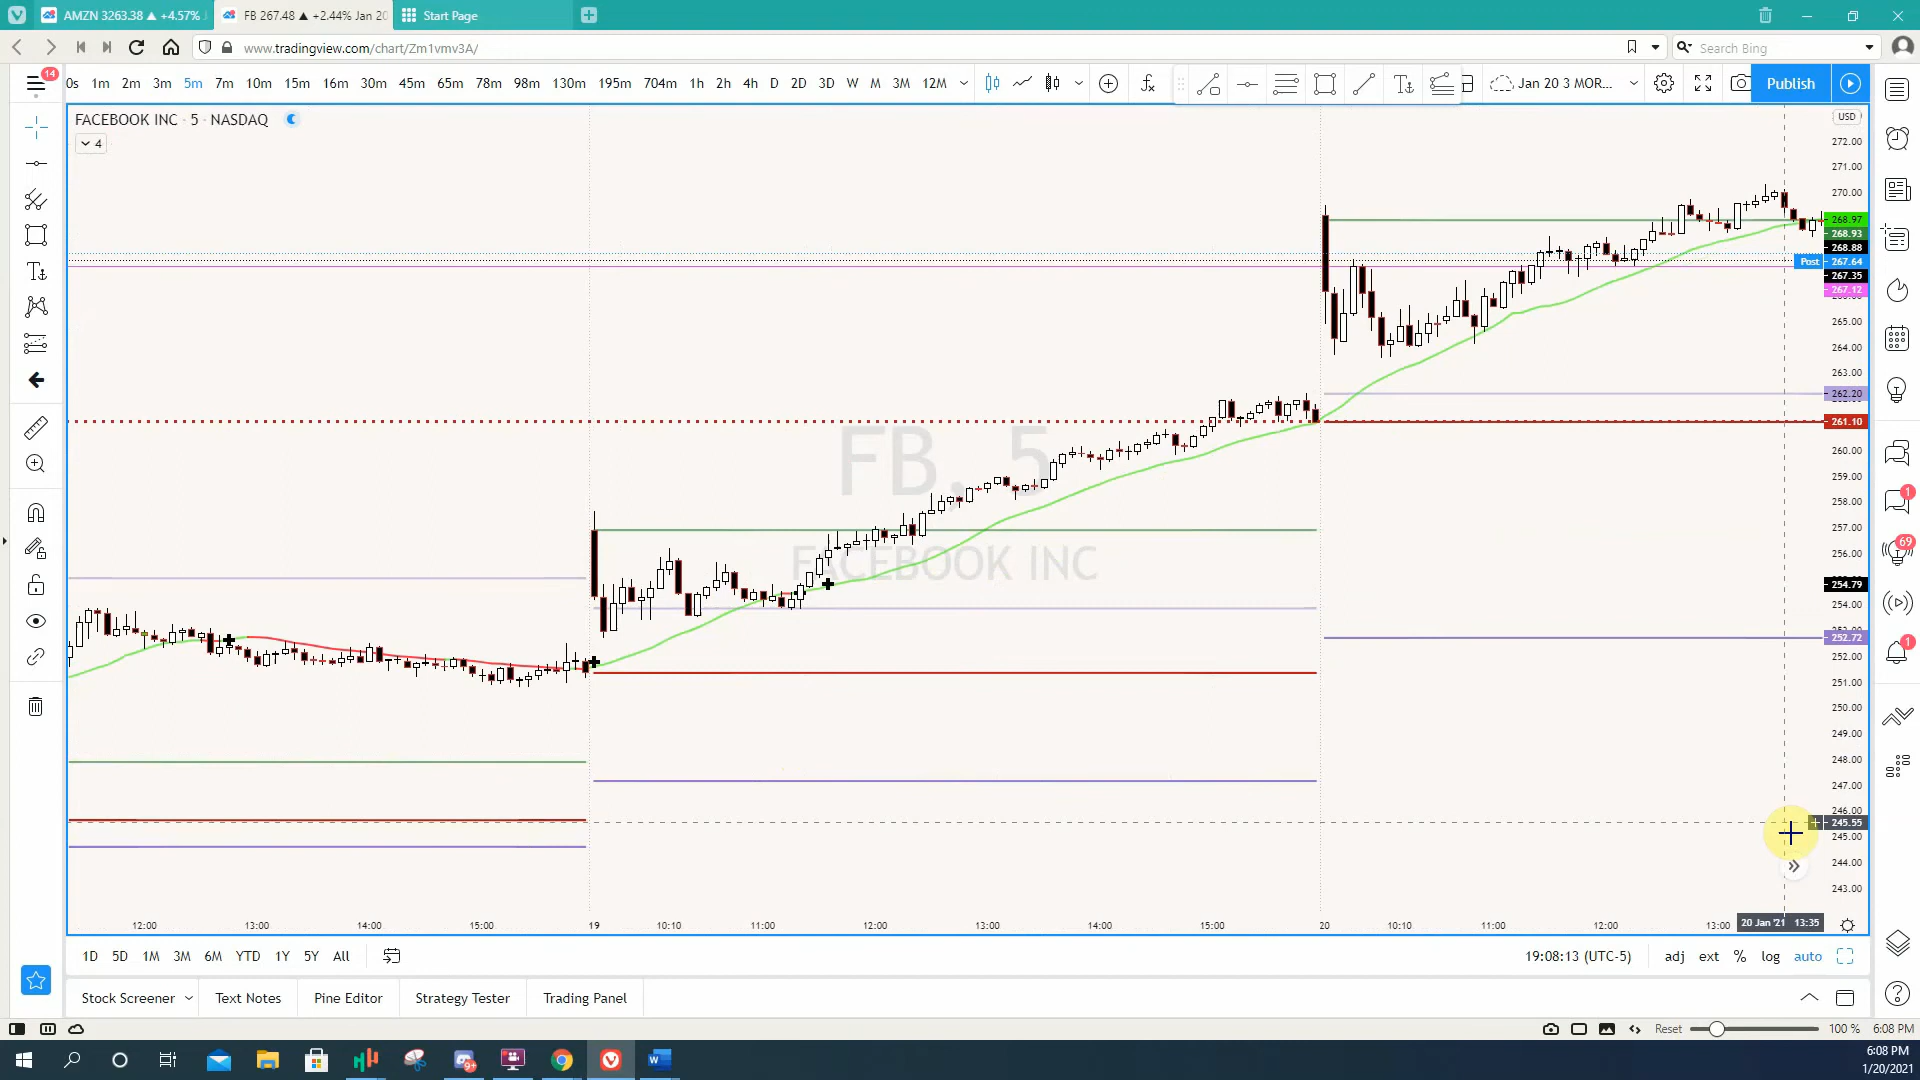 AMZN 3263.38 ▲ +4.57%
FB 267.48 ▲ +2.44% Jan 20
Start Page
www.tradingview.com/chart/Zm1vmv3A/
Search Bing
14
0s 1m 2m 3m 5m 7m 10m 15m 16m 30m 45m 65m 78m 98m 130m 195m 704m 1h 2h 4h D 2D 3D W M 3M 12M
Jan 20 3 MOR...
Publish
FACEBOOK INC · 5 · NASDAQ
4
USD
272.00
271.00
270.00
268.97
268.93
268.88
Post 267.64
267.35
267.12
265.00
264.00
263.00
262.20
261.10
260.00
259.00
258.00
257.00
256.00
254.79
254.00
252.72
252.00
251.00
250.00
249.00
248.00
247.00
246.00
245.55
245.00
244.00
243.00
FB, 5
FACEBOOK INC
1
69
1
12:00 13:00 14:00 15:00 19 10:10 11:00 12:00 13:00 14:00 15:00 20 10:10 11:00 12:00 13:00 20 Jan '21 13:35
1D 5D 1M 3M 6M YTD 1Y 5Y All
19:08:13 (UTC-5) adj ext % log auto
Stock Screener Text Notes Pine Editor Strategy Tester Trading Panel
Reset 100 % 6:08 PM
9+
6:08 PM
1/20/2021